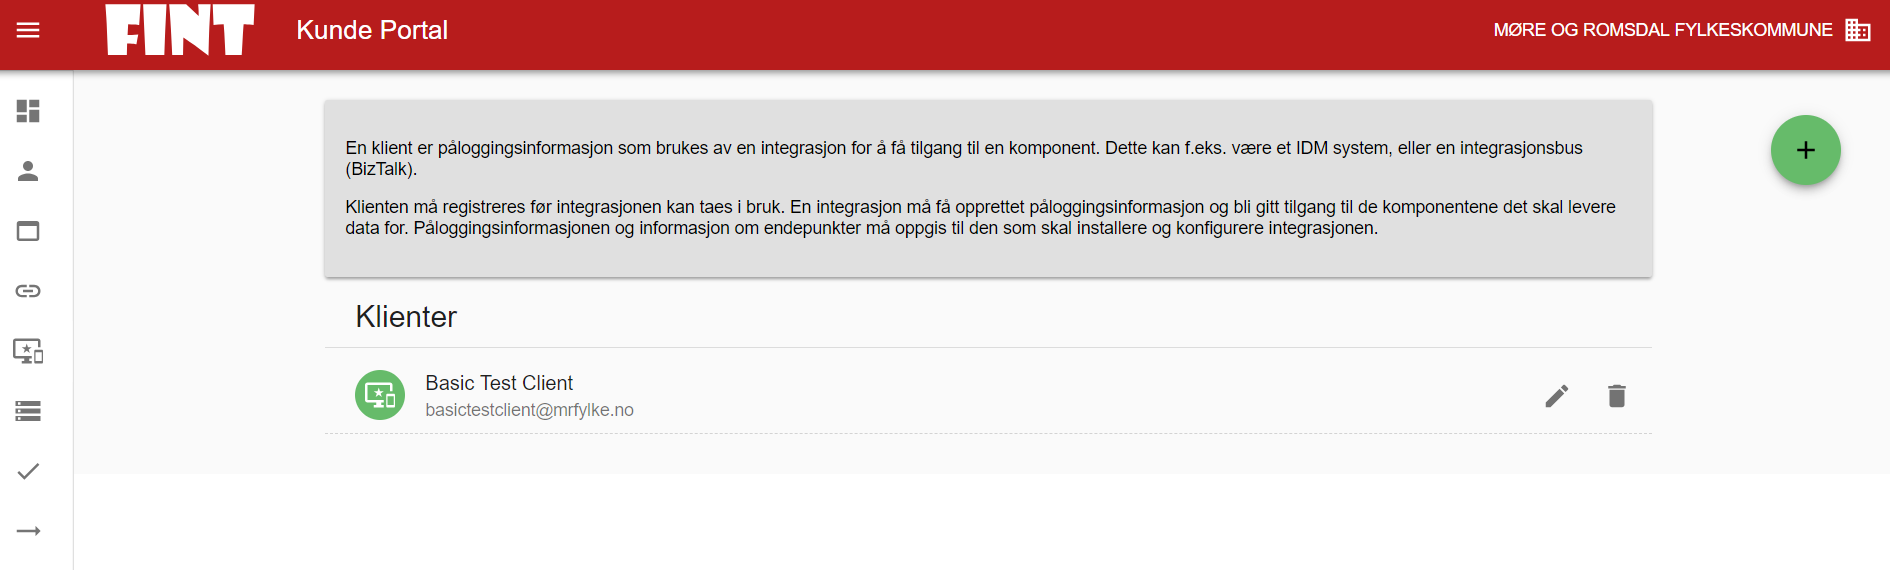 FINT
Kunde Portal
MØRE OG ROMSDAL FYLKESKOMMUNE
En klient er påloggingsinformasjon som brukes av en integrasjon for å få tilgang til en komponent. Dette kan f.eks. være et IDM system, eller en integrasjonsbus
(BizTalk).
Klienten må registreres før integrasjonen kan taes i bruk. En integrasjon må få opprettet påloggingsinformasjon og bli gitt tilgang til de komponentene det skal levere
data for. Påloggingsinformasjonen og informasjon om endepunkter må oppgis til den som skal installere og konfigurere integrasjonen.
Klienter
Basic Test Client
basictestclient@mrfylke.no